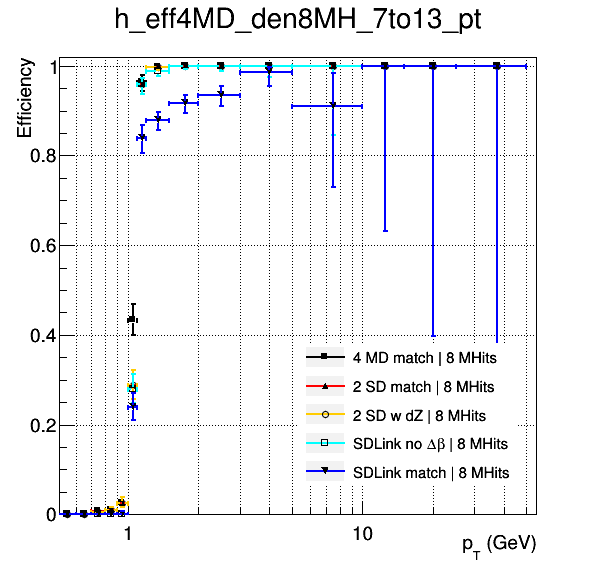 h_eff4MD_den8MH_7to13_pt
Efficiency
1
0.8
0.6
0.4
0.2
0
4 MD match | 8 MHits
2 SD match | 8 MHits
2 SD w dZ | 8 MHits
SDLink no Δβ | 8 MHits
SDLink match | 8 MHits
1
10
p_T (GeV)